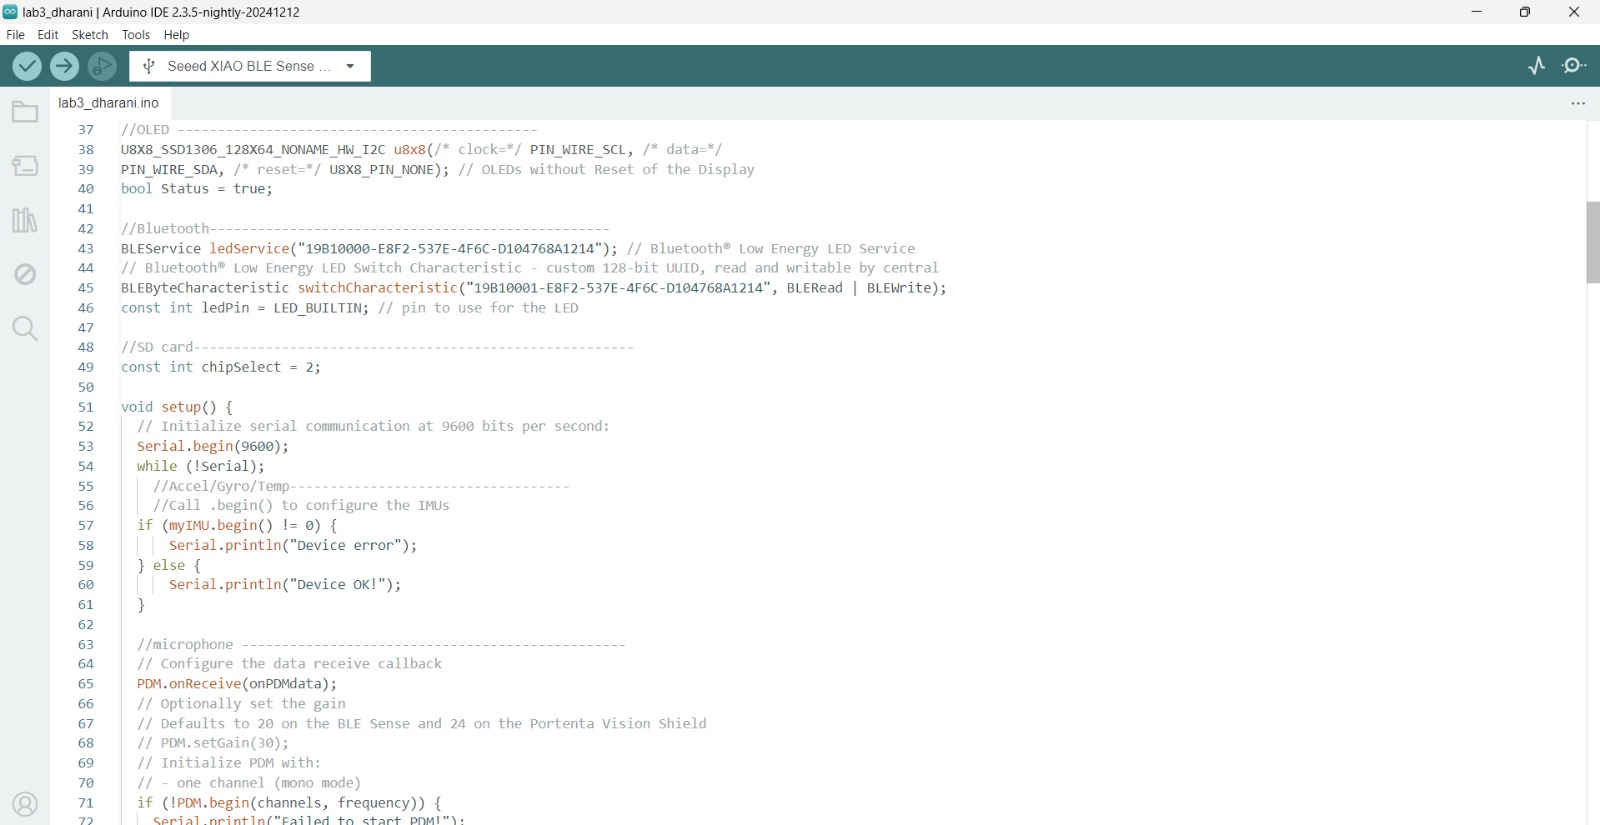 lab3_dharani | Arduino IDE 2.3.5-nightly-20241212
File Edit Sketch Tools Help
Seeed XIAO BLE Sense ...
lab3_dharani.ino
37 //OLED ---------------------------------------------
38 U8X8_SSD1306_128X64_NONAME_HW_I2C u8x8(/* clock=*/ PIN_WIRE_SCL, /* data=*/
39 PIN_WIRE_SDA, /* reset=*/ U8X8_PIN_NONE); // OLEDs without Reset of the Display
40 bool Status = true;
41
42 //Bluetooth--------------------------------------------------
43 BLEService ledService("19B10000-E8F2-537E-4F6C-D104768A1214"); // Bluetooth® Low Energy LED Service
44 // Bluetooth® Low Energy LED Switch Characteristic - custom 128-bit UUID, read and writable by central
45 BLEByteCharacteristic switchCharacteristic("19B10001-E8F2-537E-4F6C-D104768A1214", BLERead | BLEWrite);
46 const int ledPin = LED_BUILTIN; // pin to use for the LED
47
48 //SD card-------------------------------------------------------
49 const int chipSelect = 2;
50
51 void setup() {
52 // Initialize serial communication at 9600 bits per second:
53 Serial.begin(9600);
54 while (!Serial);
55 //Accel/Gyro/Temp-----------------------------------
56 //Call .begin() to configure the IMUs
57 if (myIMU.begin() != 0) {
58 Serial.println("Device error");
59 } else {
60 Serial.println("Device OK!");
61 }
62
63 //microphone ------------------------------------------------
64 // Configure the data receive callback
65 PDM.onReceive(onPDMdata);
66 // Optionally set the gain
67 // Defaults to 20 on the BLE Sense and 24 on the Portenta Vision Shield
68 // PDM.setGain(30);
69 // Initialize PDM with:
70 // - one channel (mono mode)
71 if (!PDM.begin(channels, frequency)) {
72 Serial.println("Failed to start PDM!");